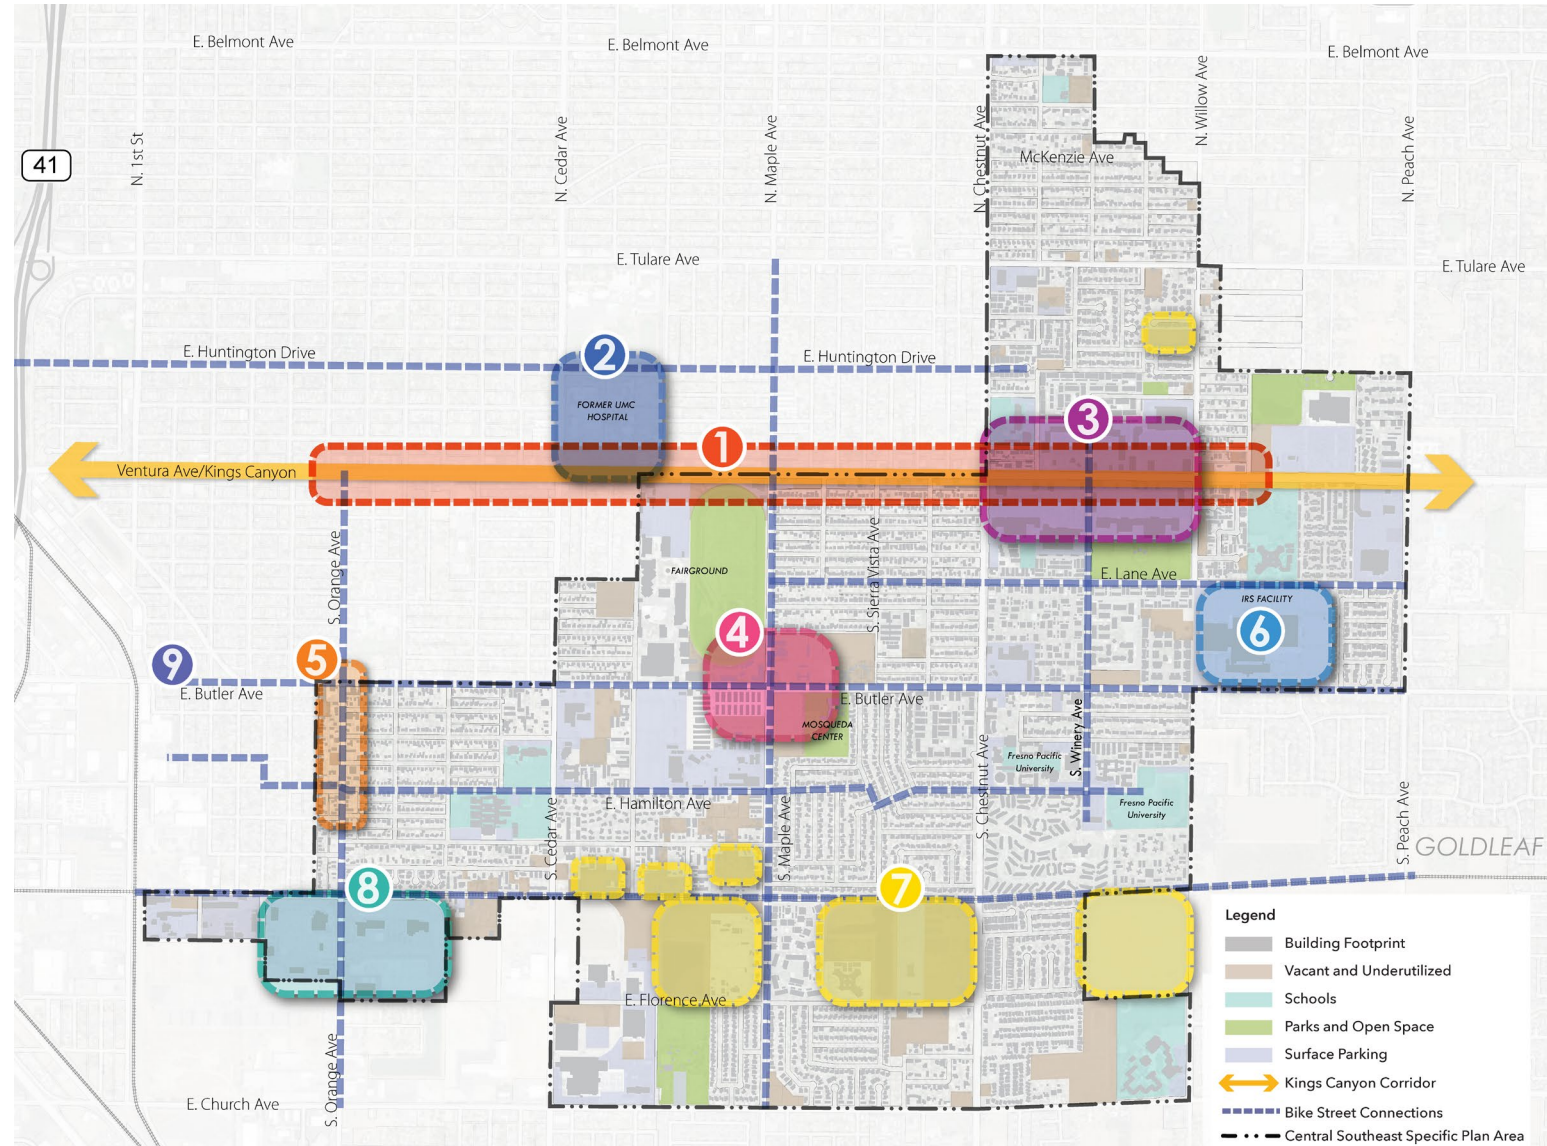 E. Belmont Ave
E. Belmont Ave
E. Belmont Ave
41
N. 1st St
N. Cedar Ave
N. Maple Ave
N. Chestnut Ave
N. Willow Ave
N. Peach Ave
McKenzie Ave
E. Tulare Ave
E. Tulare Ave
E. Huntington Drive
2
E. Huntington Drive
FORMER UMC
HOSPITAL
3
1
Ventura Ave/Kings Canyon
S. Orange Ave
S. Sierra Vista Ave
FAIRGROUND
E. Lane Ave
IRS FACILITY
4
6
9
5
E. Butler Ave
E. Butler Ave
MOSQUEDA
CENTER
S. Winery Ave
Fresno Pacific
University
S. Chestnut Ave
Fresno Pacific
University
E. Hamilton Ave
S. Cedar Ave
S. Maple Ave
S. Peach Ave
GOLDLEAF
8
7
E. Florence Ave
S. Orange Ave
E. Church Ave
Legend
Building Footprint
Vacant and Underutilized
Schools
Parks and Open Space
Surface Parking
Kings Canyon Corridor
Bike Street Connections
Central Southeast Specific Plan Area